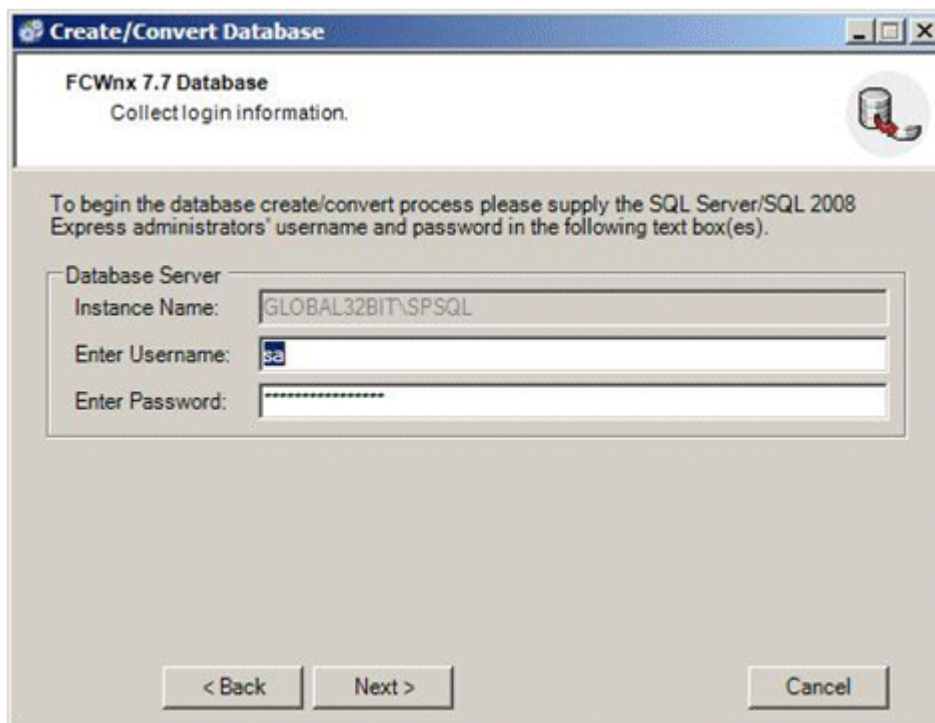 Create/Convert Database
FCWnx 7.7 Database
Collect login information.
To begin the database create/convert process please supply the SQL Server/SQL 2008
Express administrators' username and password in the following text box(es).
Database Server
Instance Name: GLOBAL32BIT\SPSQL
Enter Username: sa
Enter Password: ****************
< Back Next > Cancel